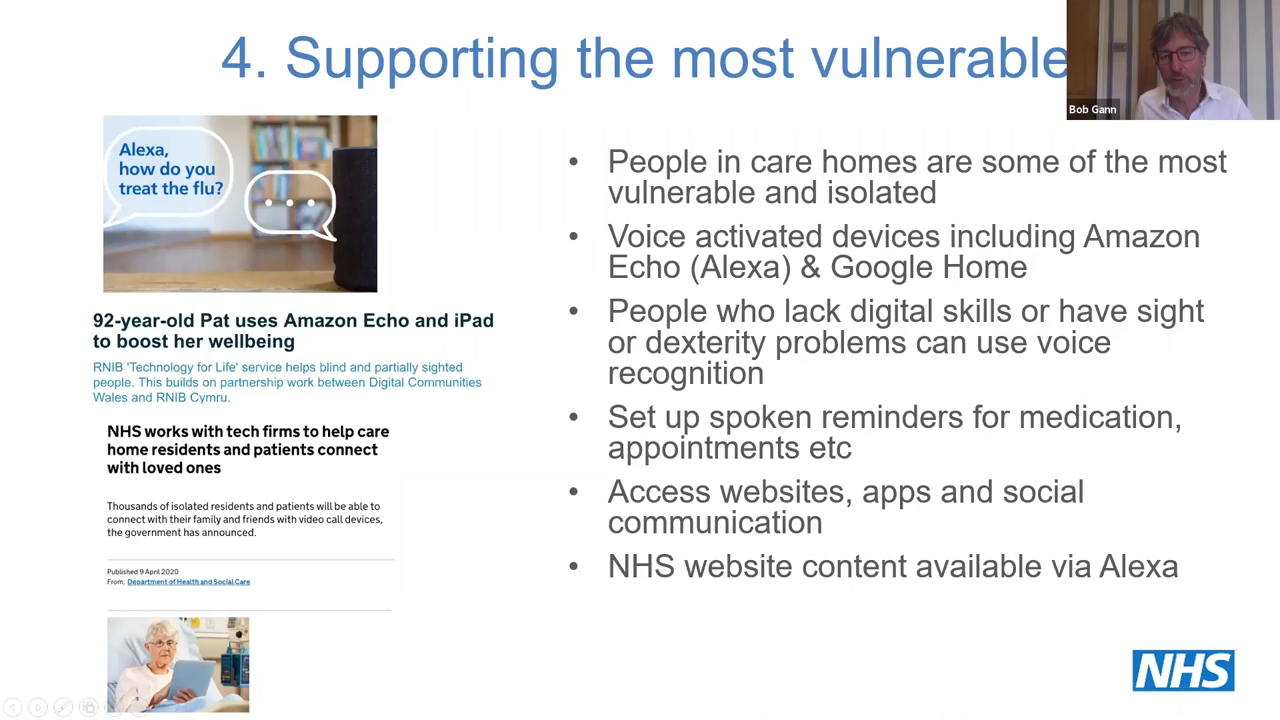 4. Supporting the most vulnerable
Bob Gann
Alexa,
how do you
treat the flu?
92-year-old Pat uses Amazon Echo and iPad
to boost her wellbeing
RNIB 'Technology for Life' service helps blind and partially sighted
people. This builds on partnership work between Digital Communities
Wales and RNIB Cymru.
NHS works with tech firms to help care
home residents and patients connect
with loved ones
Thousands of isolated residents and patients will be able to
connect with their family and friends with video call devices,
the government has announced.
Published 9 April 2020
From: Department of Health and Social Care
• People in care homes are some of the most
vulnerable and isolated
• Voice activated devices including Amazon
Echo (Alexa) & Google Home
• People who lack digital skills or have sight
or dexterity problems can use voice
recognition
• Set up spoken reminders for medication,
appointments etc
• Access websites, apps and social
communication
• NHS website content available via Alexa
NHS